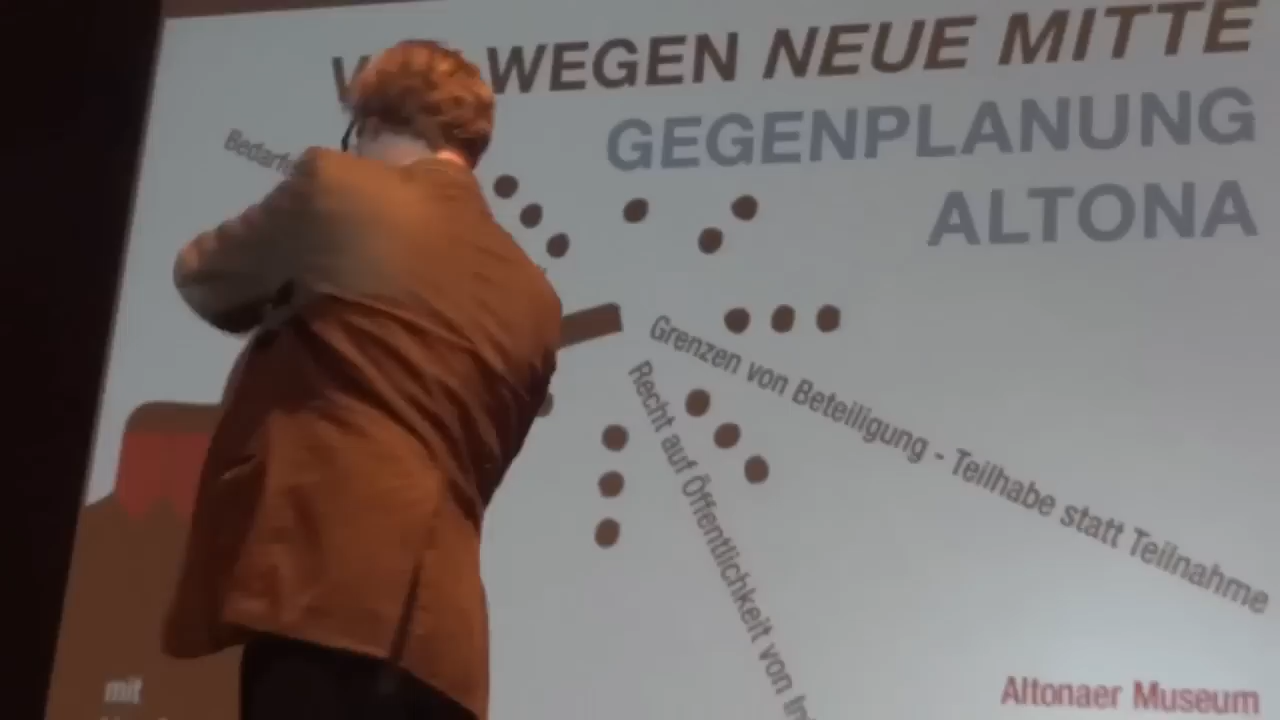 WEGEN NEUE MITTE
GEGENPLANUNG
ALTONA
Grenzen von Beteiligung - Teilhabe statt Teilnahme
Recht auf Öffentlichkeit von
Altonaer Museum
mit